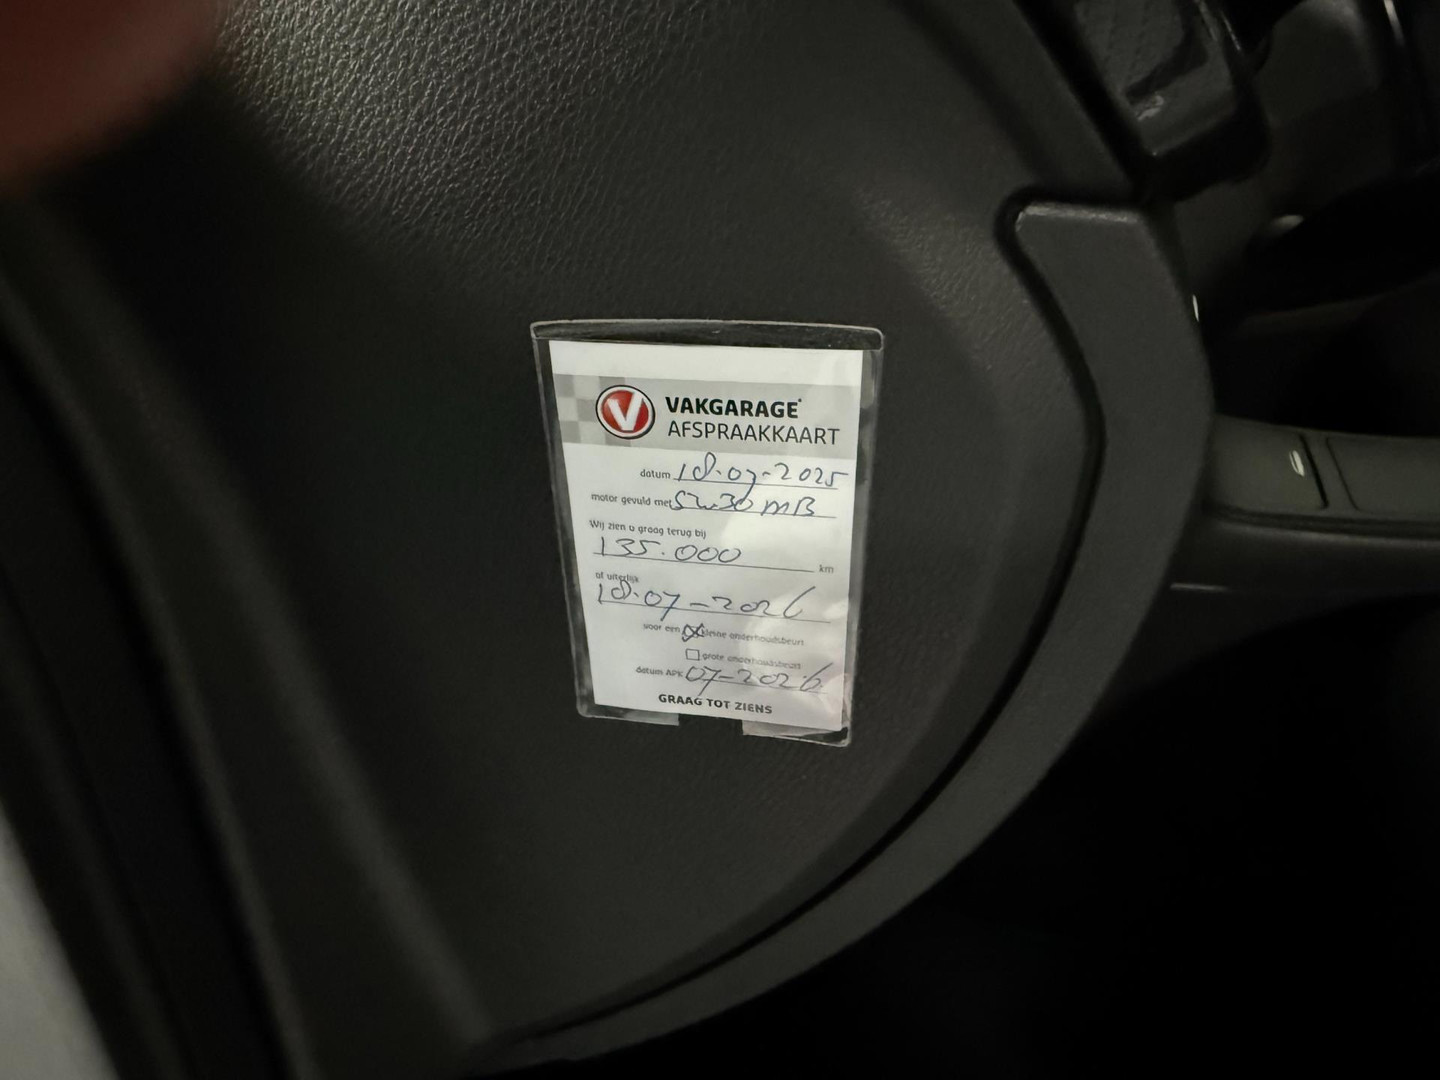 V VAKGARAGE
AFSPRAAKKAART
datum 18-07-2025
motor gevuld met 5W30 MB
Wij zien u graag terug bij
135.000 km
of uiterlijk
18-07-2026
voor een kleine onderhoudsbeurt
grote onderhoudsbeurt
datum APK 07-2026
GRAAG TOT ZIENS